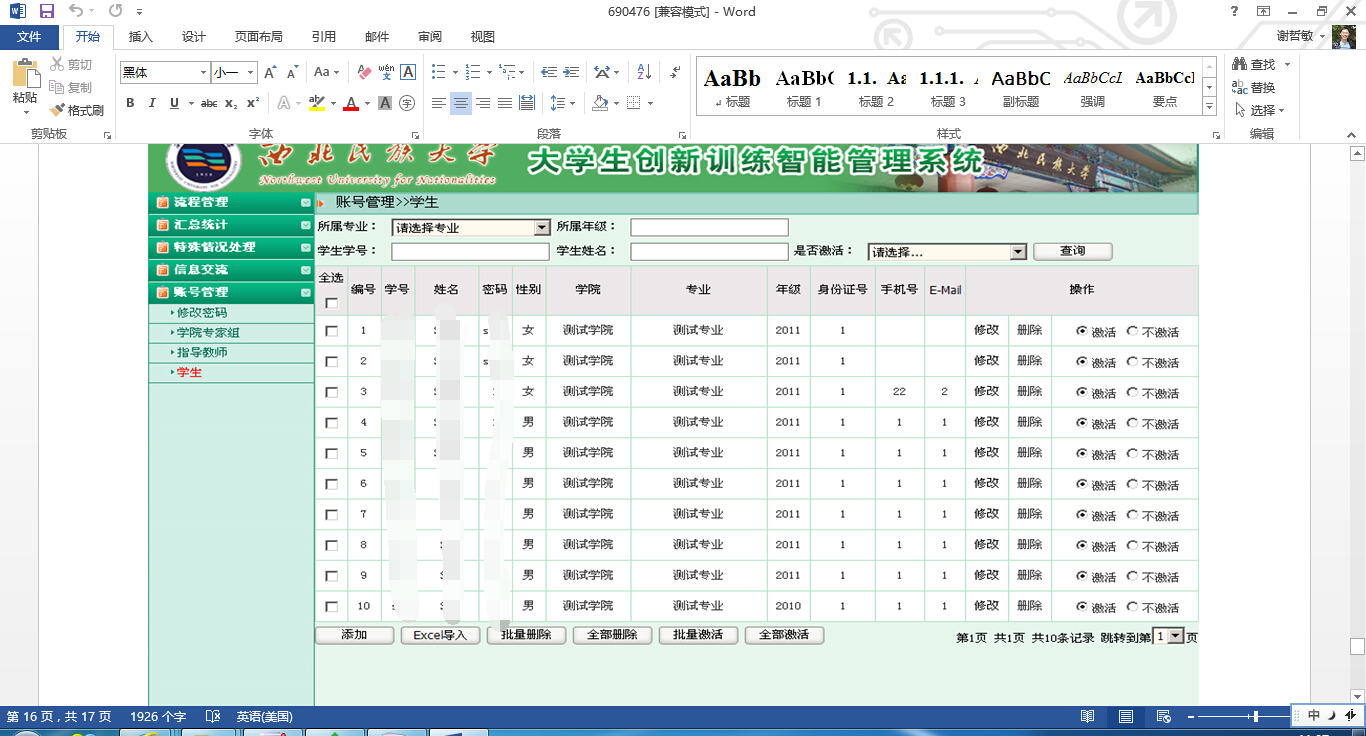 690476 [兼容模式] - Word
文件 开始 插入 设计 页面布局 引用 邮件 审阅 视图 谢哲敏
粘贴 剪切 复制 格式刷
黑体 小一
AaBb AaBb( 1.1. Aa 1.1.1. AaBbC AaBbCcI AaBbCcI
标题 标题 1 标题 2 标题 3 副标题 强调 要点
查找 替换 选择
剪贴板 字体 段落 样式 编辑
西北民族大学 大学生创新训练智能管理系统
Northwest University for Nationalities
流程管理
汇总统计
特殊情况处理
信息交流
账号管理
修改密码
学院专家组
指导教师
学生
账号管理>>学生
所属专业： 请选择专业 所属年级：
学生学号： 学生姓名： 是否激活： 请选择... 查询
全选 编号 学号 姓名 密码 性别 学院 专业 年级 身份证号 手机号 E-Mail 操作
1 S s 女 测试学院 测试专业 2011 1 修改 删除 激活 不激活
2 s 女 测试学院 测试专业 2011 1 修改 删除 激活 不激活
3 女 测试学院 测试专业 2011 1 22 2 修改 删除 激活 不激活
4 男 测试学院 测试专业 2011 1 1 1 修改 删除 激活 不激活
5 男 测试学院 测试专业 2011 1 1 1 修改 删除 激活 不激活
6 男 测试学院 测试专业 2011 1 1 1 修改 删除 激活 不激活
7 男 测试学院 测试专业 2011 1 1 1 修改 删除 激活 不激活
8 男 测试学院 测试专业 2011 1 1 1 修改 删除 激活 不激活
9 男 测试学院 测试专业 2011 1 1 1 修改 删除 激活 不激活
10 男 测试学院 测试专业 2010 1 1 1 修改 删除 激活 不激活
添加 Excel导入 批量删除 全部删除 批量激活 全部激活 第1页 共1页 共10条记录 跳转到第 1 页
第 16 页，共 17 页 1926 个字 英语(美国) 中